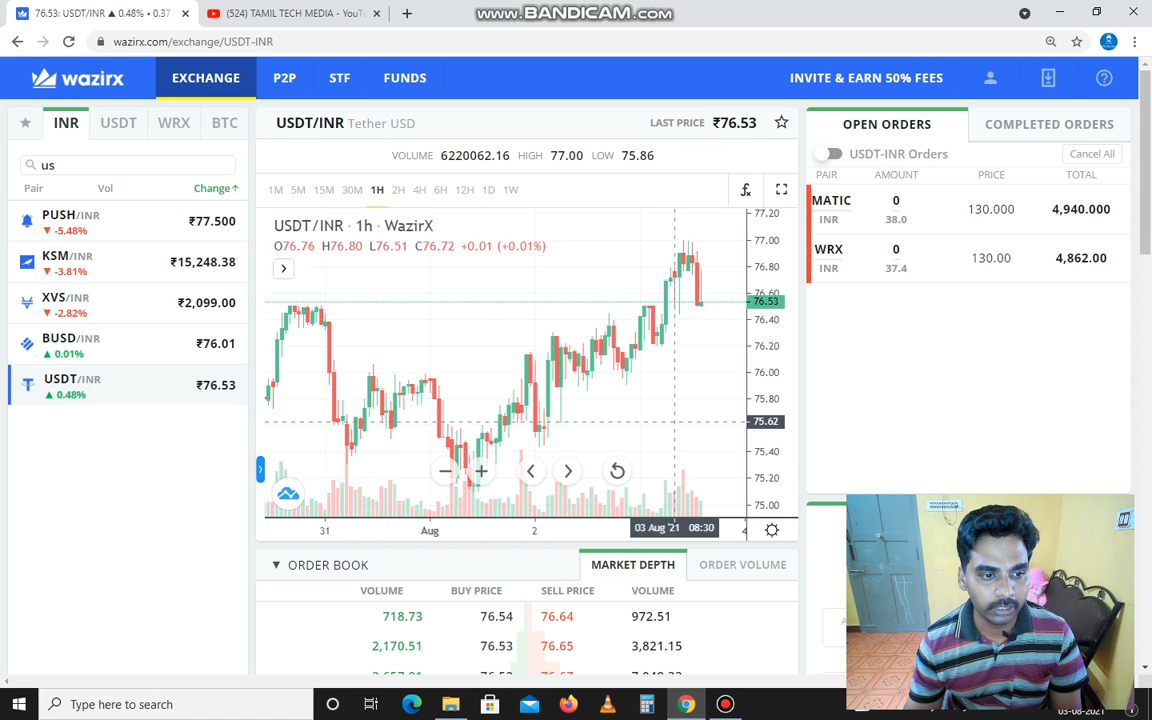 www.BANDICAM.com
76.53: USDT/INR ▲ 0.48% • 0.37
(524) TAMIL TECH MEDIA - YouT
wazirx.com/exchange/USDT-INR
wazirx
EXCHANGE
P2P
STF
FUNDS
INVITE & EARN 50% FEES
INR
USDT
WRX
BTC
us
Pair
Vol
Change↑
PUSH/INR
₹77.500
▼ -5.48%
KSM/INR
₹15,248.38
▼ -3.81%
XVS/INR
₹2,099.00
▼ -2.82%
BUSD/INR
₹76.01
▲ 0.01%
USDT/INR
₹76.53
▲ 0.48%
USDT/INR Tether USD
LAST PRICE ₹76.53
VOLUME 6220062.16 HIGH 77.00 LOW 75.86
1M 5M 15M 30M 1H 2H 4H 6H 12H 1D 1W
USDT/INR · 1h · WazirX
O76.76 H76.80 L76.51 C76.72 +0.01 (+0.01%)
77.20
77.00
76.80
76.60
76.53
76.40
76.20
76.00
75.80
75.62
75.40
75.20
75.00
31
Aug
2
03 Aug '21 08:30
4
▼ ORDER BOOK
MARKET DEPTH
ORDER VOLUME
VOLUME
BUY PRICE
SELL PRICE
VOLUME
718.73
76.54
76.64
972.51
2,170.51
76.53
76.65
3,821.15
OPEN ORDERS
COMPLETED ORDERS
USDT-INR Orders
Cancel All
PAIR
AMOUNT
PRICE
TOTAL
MATIC
INR
0
38.0
130.000
4,940.000
WRX
INR
0
37.4
130.00
4,862.00
Type here to search
03-08-2021